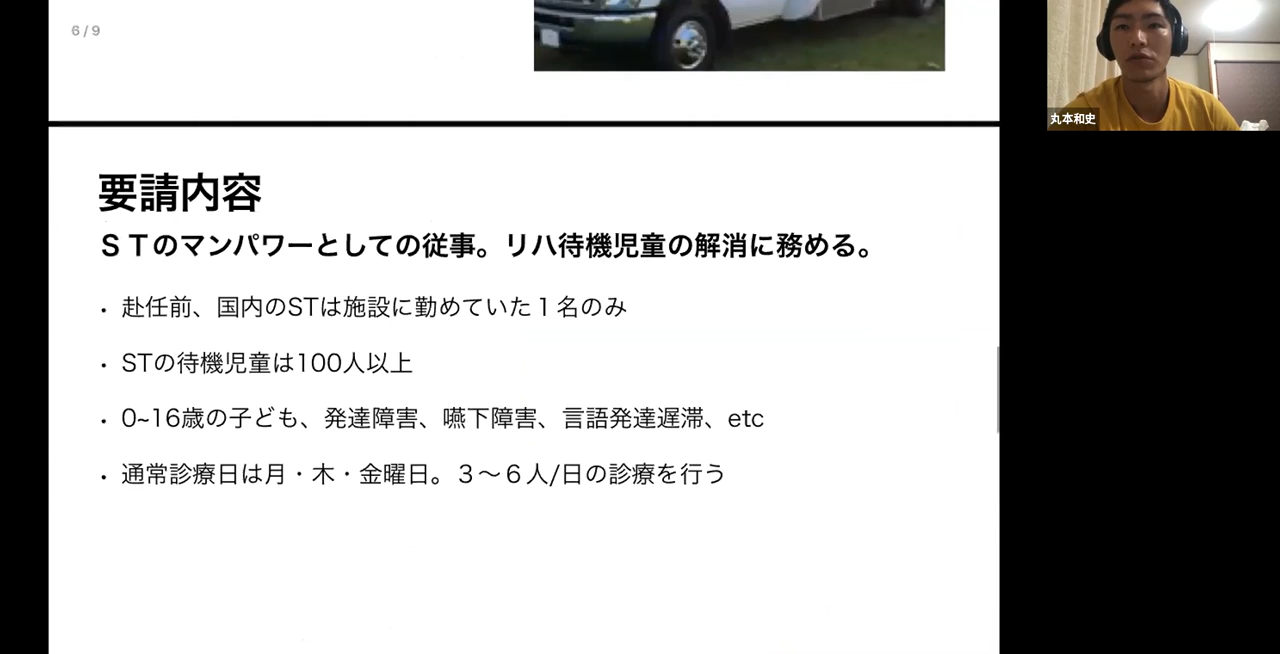 6 / 9
丸本和史
要請内容
ＳＴのマンパワーとしての従事。リハ待機児童の解消に務める。
・ 赴任前、国内のSTは施設に勤めていた１名のみ
・ STの待機児童は100人以上
・ 0~16歳の子ども、発達障害、嚥下障害、言語発達遅滞、etc
・ 通常診療日は月・木・金曜日。３〜６人/日の診療を行う